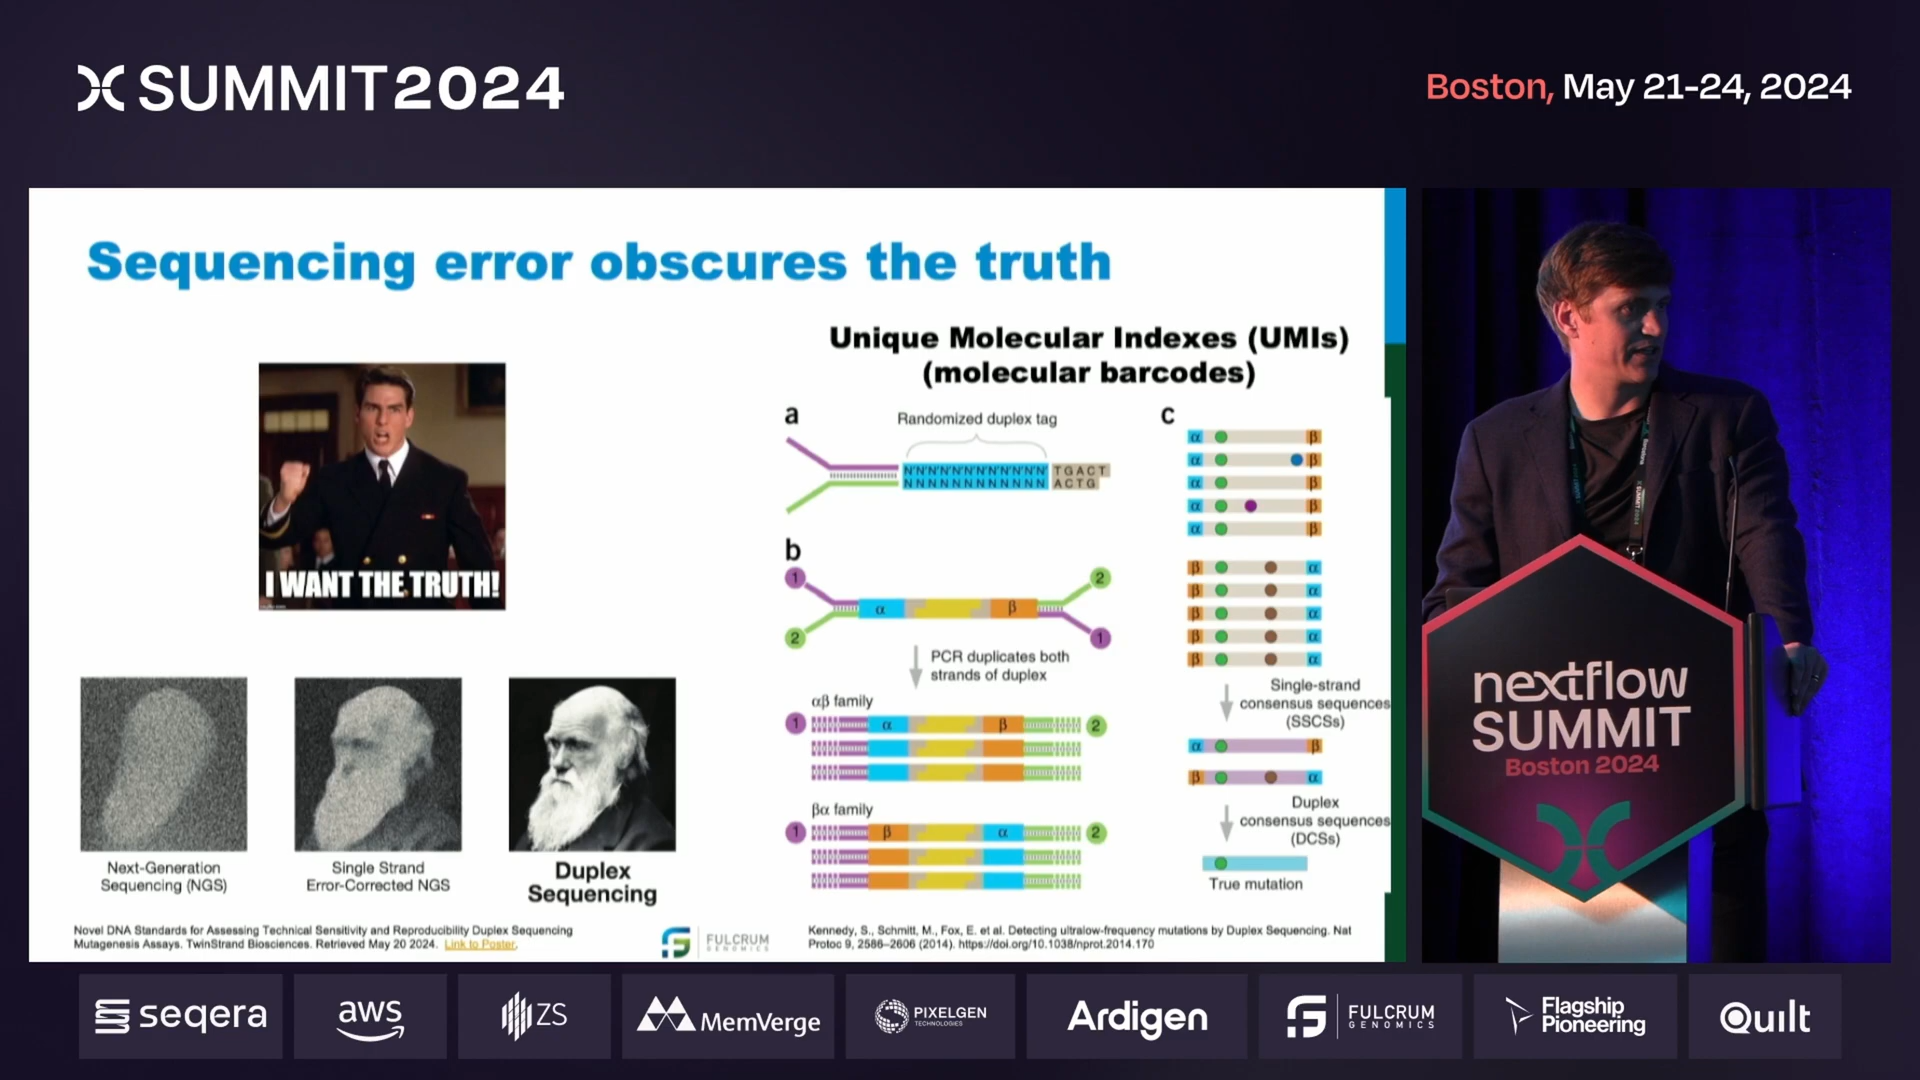 SUMMIT 2024
Boston, May 21-24, 2024
Sequencing error obscures the truth
I WANT THE TRUTH!
Next-Generation
Sequencing (NGS)
Single Strand
Error-Corrected NGS
Duplex
Sequencing
Unique Molecular Indexes (UMIs)
(molecular barcodes)
a
Randomized duplex tag
N'N'N'N'N'N'N'N'N'N'N'N' TGACT
NNNNNNNNNNNN ACTG
b
1
2
α
β
2
1
PCR duplicates both
strands of duplex
αβ family
1 α β 2
βα family
1 β α 2
c
α β
α β
α β
α β
α β
β α
β α
β α
β α
β α
Single-strand
consensus sequences
(SSCSs)
α β
β α
Duplex
consensus sequences
(DCSs)
True mutation
Novel DNA Standards for Assessing Technical Sensitivity and Reproducibility Duplex Sequencing
Mutagenesis Assays. TwinStrand Biosciences. Retrieved May 20 2024. Link to Poster.
FULCRUM
GENOMICS
Kennedy, S., Schmitt, M., Fox, E. et al. Detecting ultralow-frequency mutations by Duplex Sequencing. Nat
Protoc 9, 2586–2606 (2014). https://doi.org/10.1038/nprot.2014.170
nextflow
SUMMIT
Boston 2024
seqera
aws
ZS
MemVerge
PIXELGEN
TECHNOLOGIES
Ardigen
FULCRUM
GENOMICS
Flagship
Pioneering
Quilt